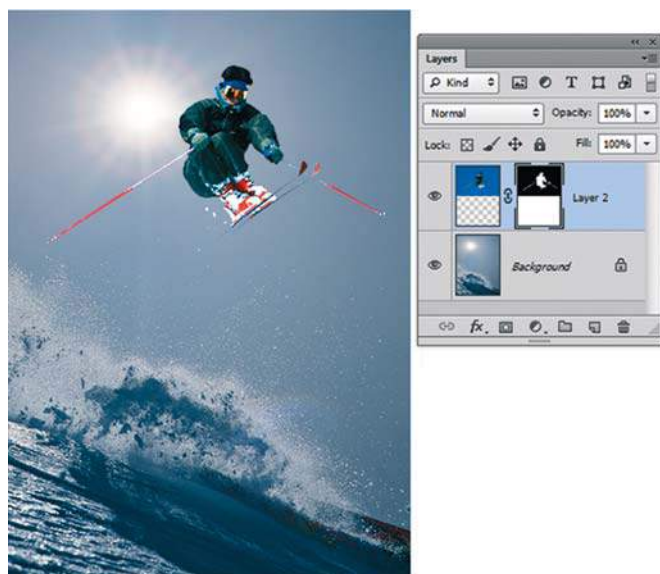 Layers
Kind
T
Normal Opacity: 100%
Lock: Fill: 100%
Layer 2
Background
fx.